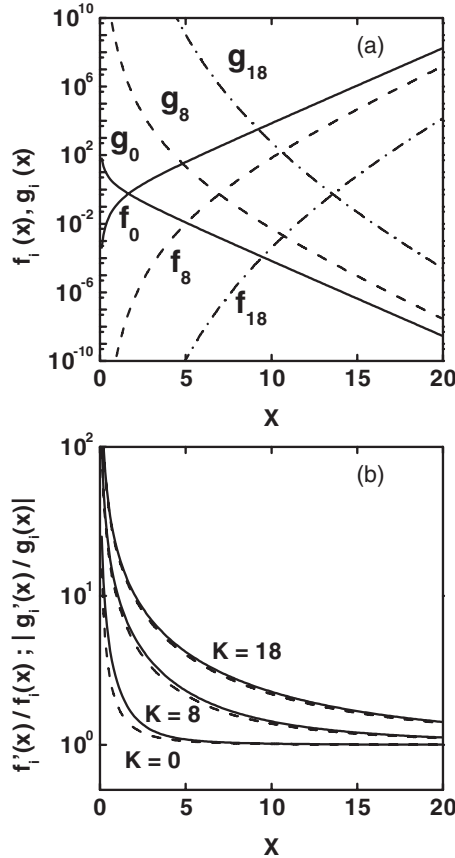 10^10
10^6
10^2
10^-2
10^-6
10^-10
f_i (x), g_i (x)
(a)
g_18
g_8
g_0
f_0
f_8
f_18
0 5 10 15 20
X
10^2
10^1
10^0
f_i'(x) / f_i(x) ; | g_i'(x) / g_i(x)|
(b)
K = 18
K = 8
K = 0
0 5 10 15 20
X